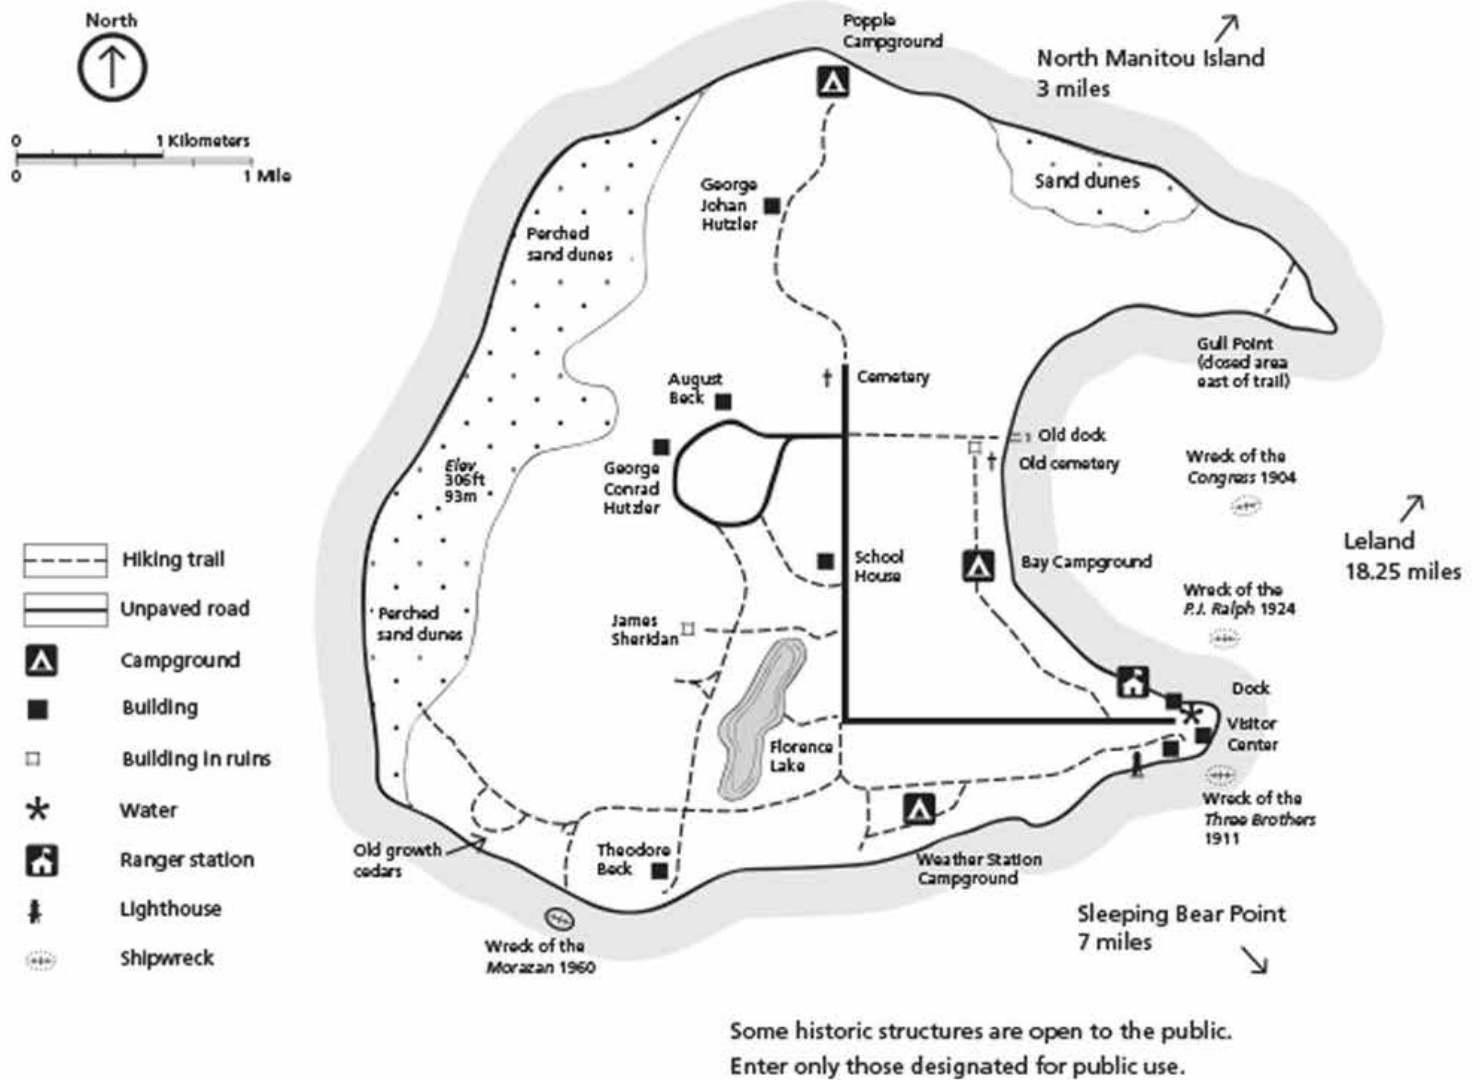 North
0
1 Kilometers
0
1 Mile
Popple
Campground
North Manitou Island
3 miles
Sand dunes
George
Johan
Hutzler
Perched
sand dunes
Gull Point
(closed area
east of trail)
August
Beck
Cemetery
Old dock
Old cemetery
Wreck of the
Congress 1904
George
Conrad
Hutzler
Elev
306ft
93m
Leland
18.25 miles
Hiking trail
School
House
Bay Campground
Unpaved road
Perched
sand dunes
Wreck of the
P.J. Ralph 1924
James
Sheridan
Campground
Dock
Building
Visitor
Center
Florence
Lake
Building in ruins
Wreck of the
Three Brothers
1911
Water
Old growth
cedars
Theodore
Beck
Weather Station
Campground
Ranger station
Lighthouse
Sleeping Bear Point
7 miles
Shipwreck
Wreck of the
Morazan 1960
Some historic structures are open to the public.
Enter only those designated for public use.